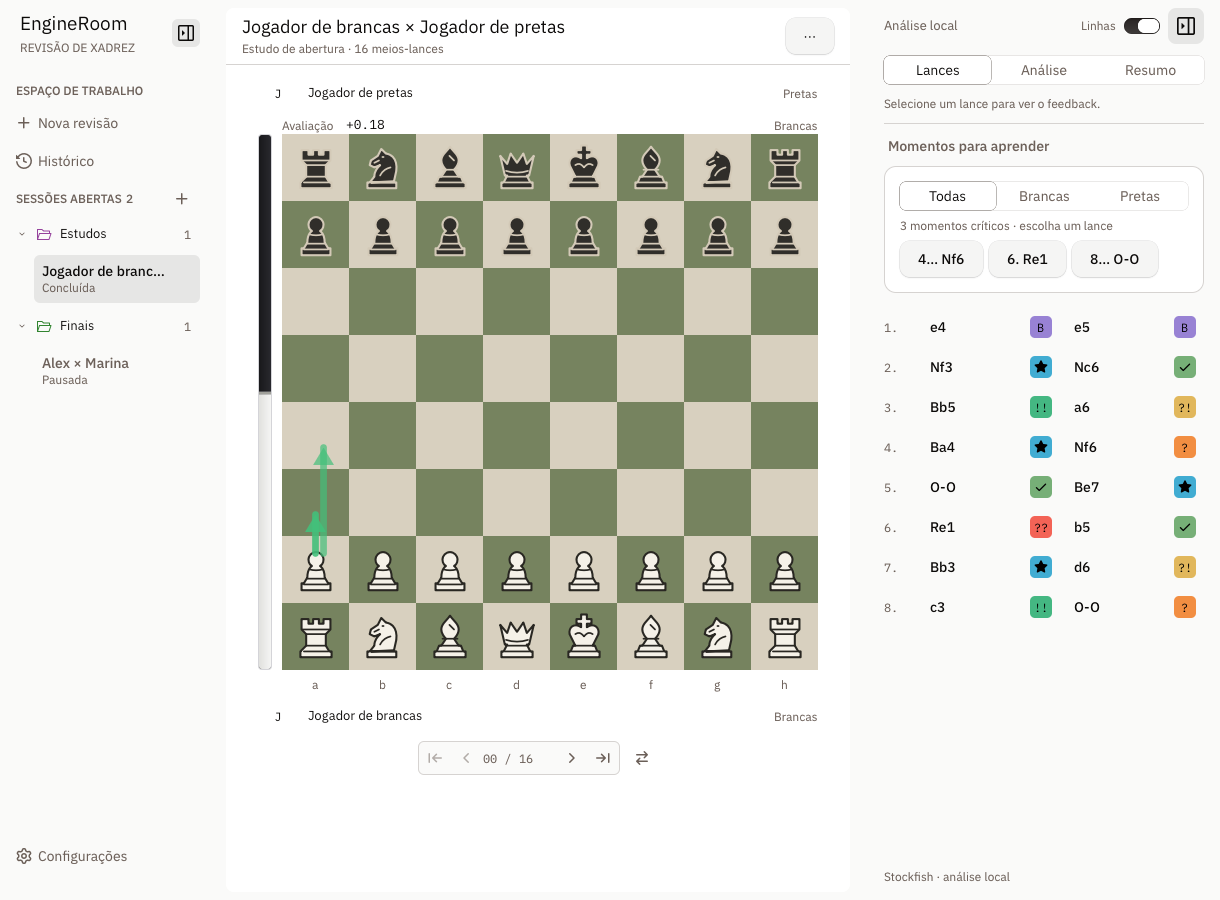 EngineRoom
REVISÃO DE XADREZ
ESPAÇO DE TRABALHO
Nova revisão
Histórico
SESSÕES ABERTAS 2
Estudos 1
Jogador de branc...
Concluída
Finais 1
Alex × Marina
Pausada
Configurações
Jogador de brancas × Jogador de pretas
Estudo de abertura · 16 meios-lances
...
J Jogador de pretas Pretas
Avaliação +0.18 Brancas
a b c d e f g h
J Jogador de brancas Brancas
00 / 16
Análise local Linhas
Lances Análise Resumo
Selecione um lance para ver o feedback.
Momentos para aprender
Todas Brancas Pretas
3 momentos críticos · escolha um lance
4... Nf6 6. Re1 8... O-O
1. e4 B e5 B
2. Nf3 Nc6
3. Bb5 !! a6 ?!
4. Ba4 Nf6 ?
5. O-O Be7
6. Re1 ?? b5
7. Bb3 d6 ?!
8. c3 !! O-O ?
Stockfish · análise local